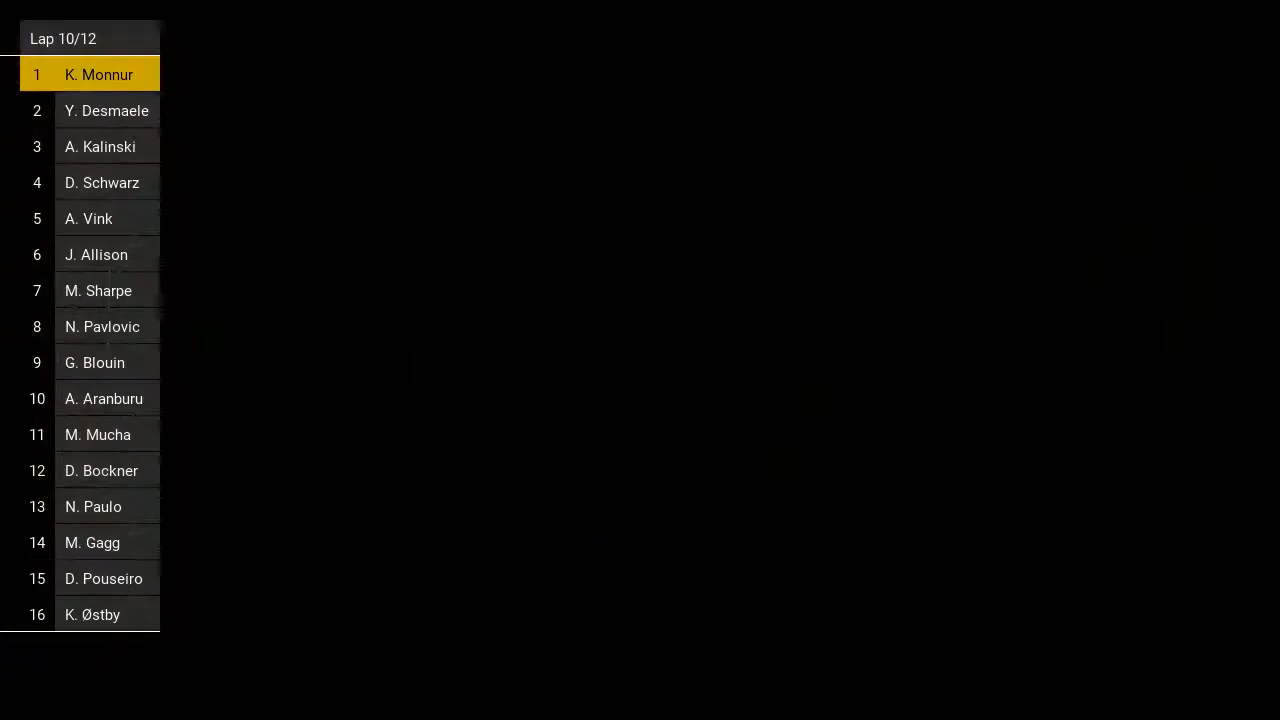 Lap 10/12
1 K. Monnur
2 Y. Desmaele
3 A. Kalinski
4 D. Schwarz
5 A. Vink
6 J. Allison
7 M. Sharpe
8 N. Pavlovic
9 G. Blouin
10 A. Aranburu
11 M. Mucha
12 D. Bockner
13 N. Paulo
14 M. Gagg
15 D. Pouseiro
16 K. Østby